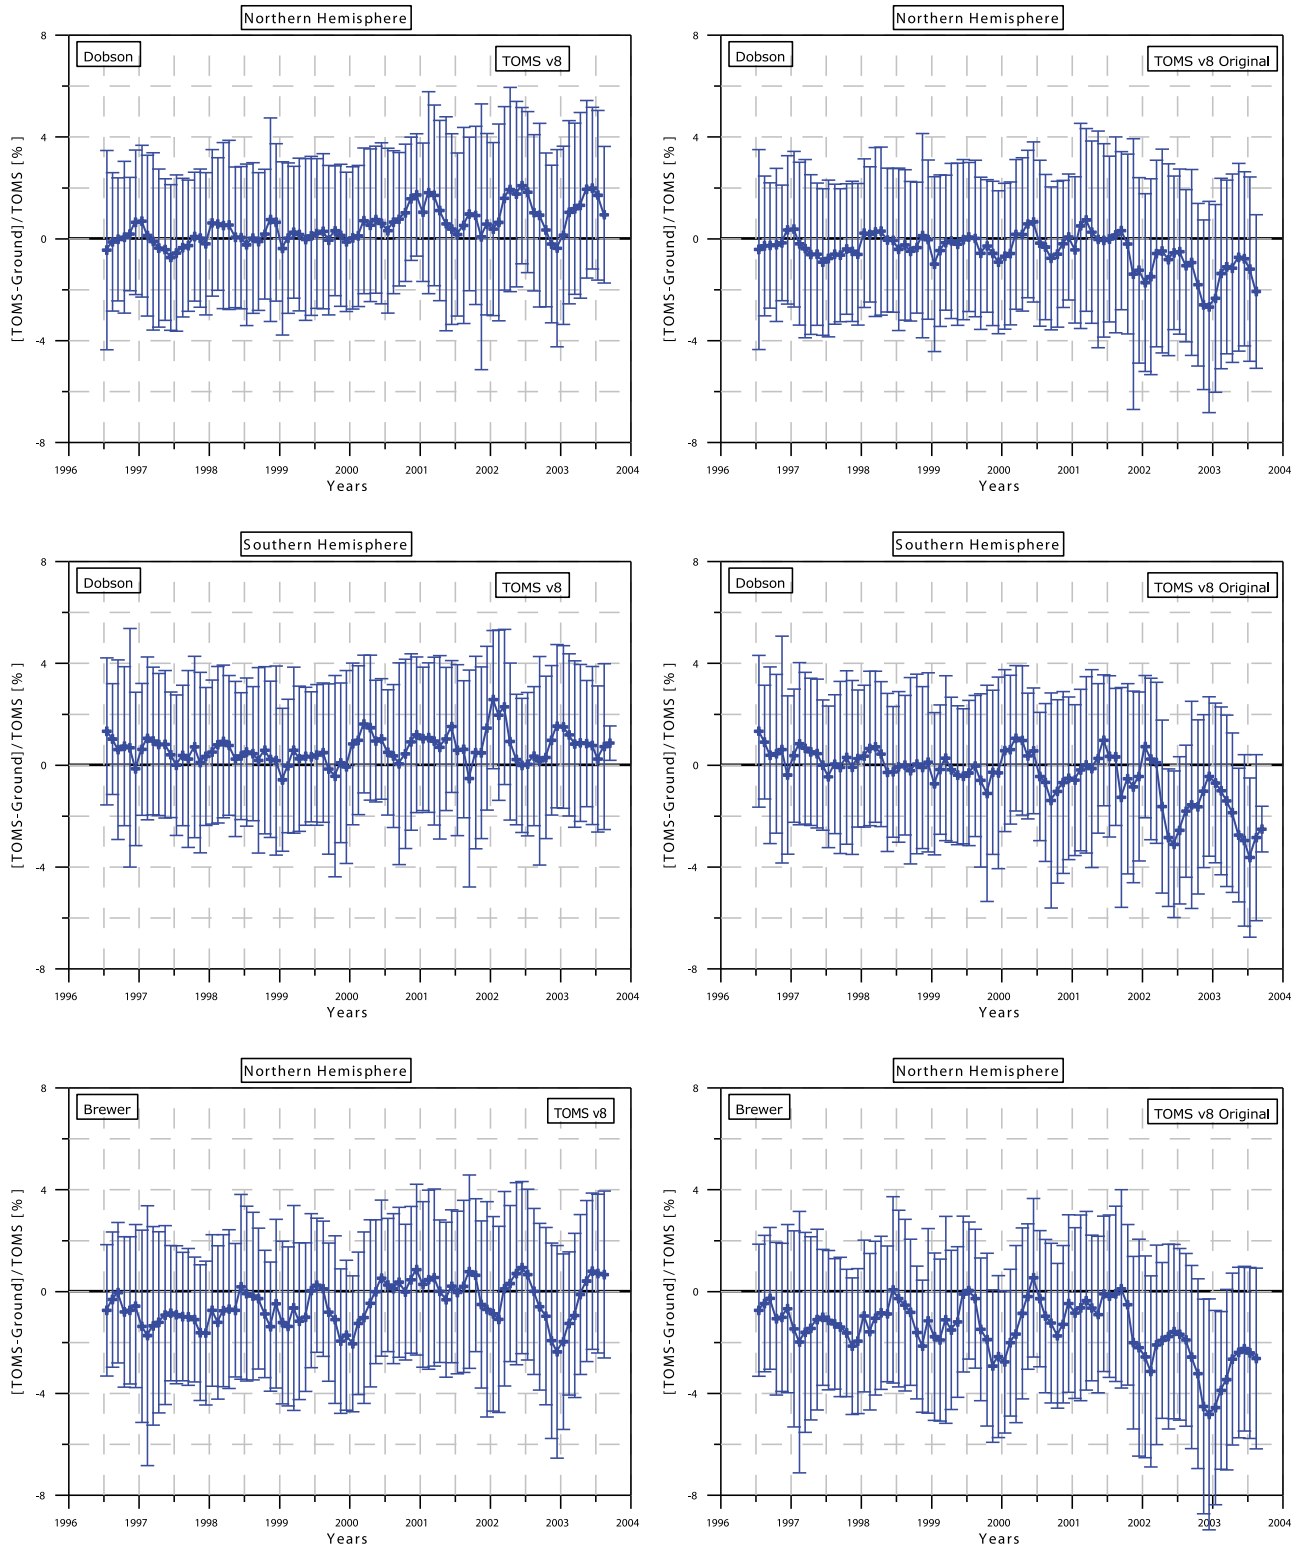 Northern Hemisphere
Dobson
TOMS v8
[TOMS-Ground]/TOMS [%]
8
4
0
-4
-8
1996 1997 1998 1999 2000 2001 2002 2003 2004
Years
Northern Hemisphere
Dobson
TOMS v8 Original
[TOMS-Ground]/TOMS [%]
8
4
0
-4
-8
1996 1997 1998 1999 2000 2001 2002 2003 2004
Years
Southern Hemisphere
Dobson
TOMS v8
[TOMS-Ground]/TOMS [%]
8
4
0
-4
-8
1996 1997 1998 1999 2000 2001 2002 2003 2004
Years
Southern Hemisphere
Dobson
TOMS v8 Original
[TOMS-Ground]/TOMS [%]
8
4
0
-4
-8
1996 1997 1998 1999 2000 2001 2002 2003 2004
Years
Northern Hemisphere
Brewer
TOMS v8
[TOMS-Ground]/TOMS [%]
8
4
0
-4
-8
1996 1997 1998 1999 2000 2001 2002 2003 2004
Years
Northern Hemisphere
Brewer
TOMS v8 Original
[TOMS-Ground]/TOMS [%]
8
4
0
-4
-8
1996 1997 1998 1999 2000 2001 2002 2003 2004
Years